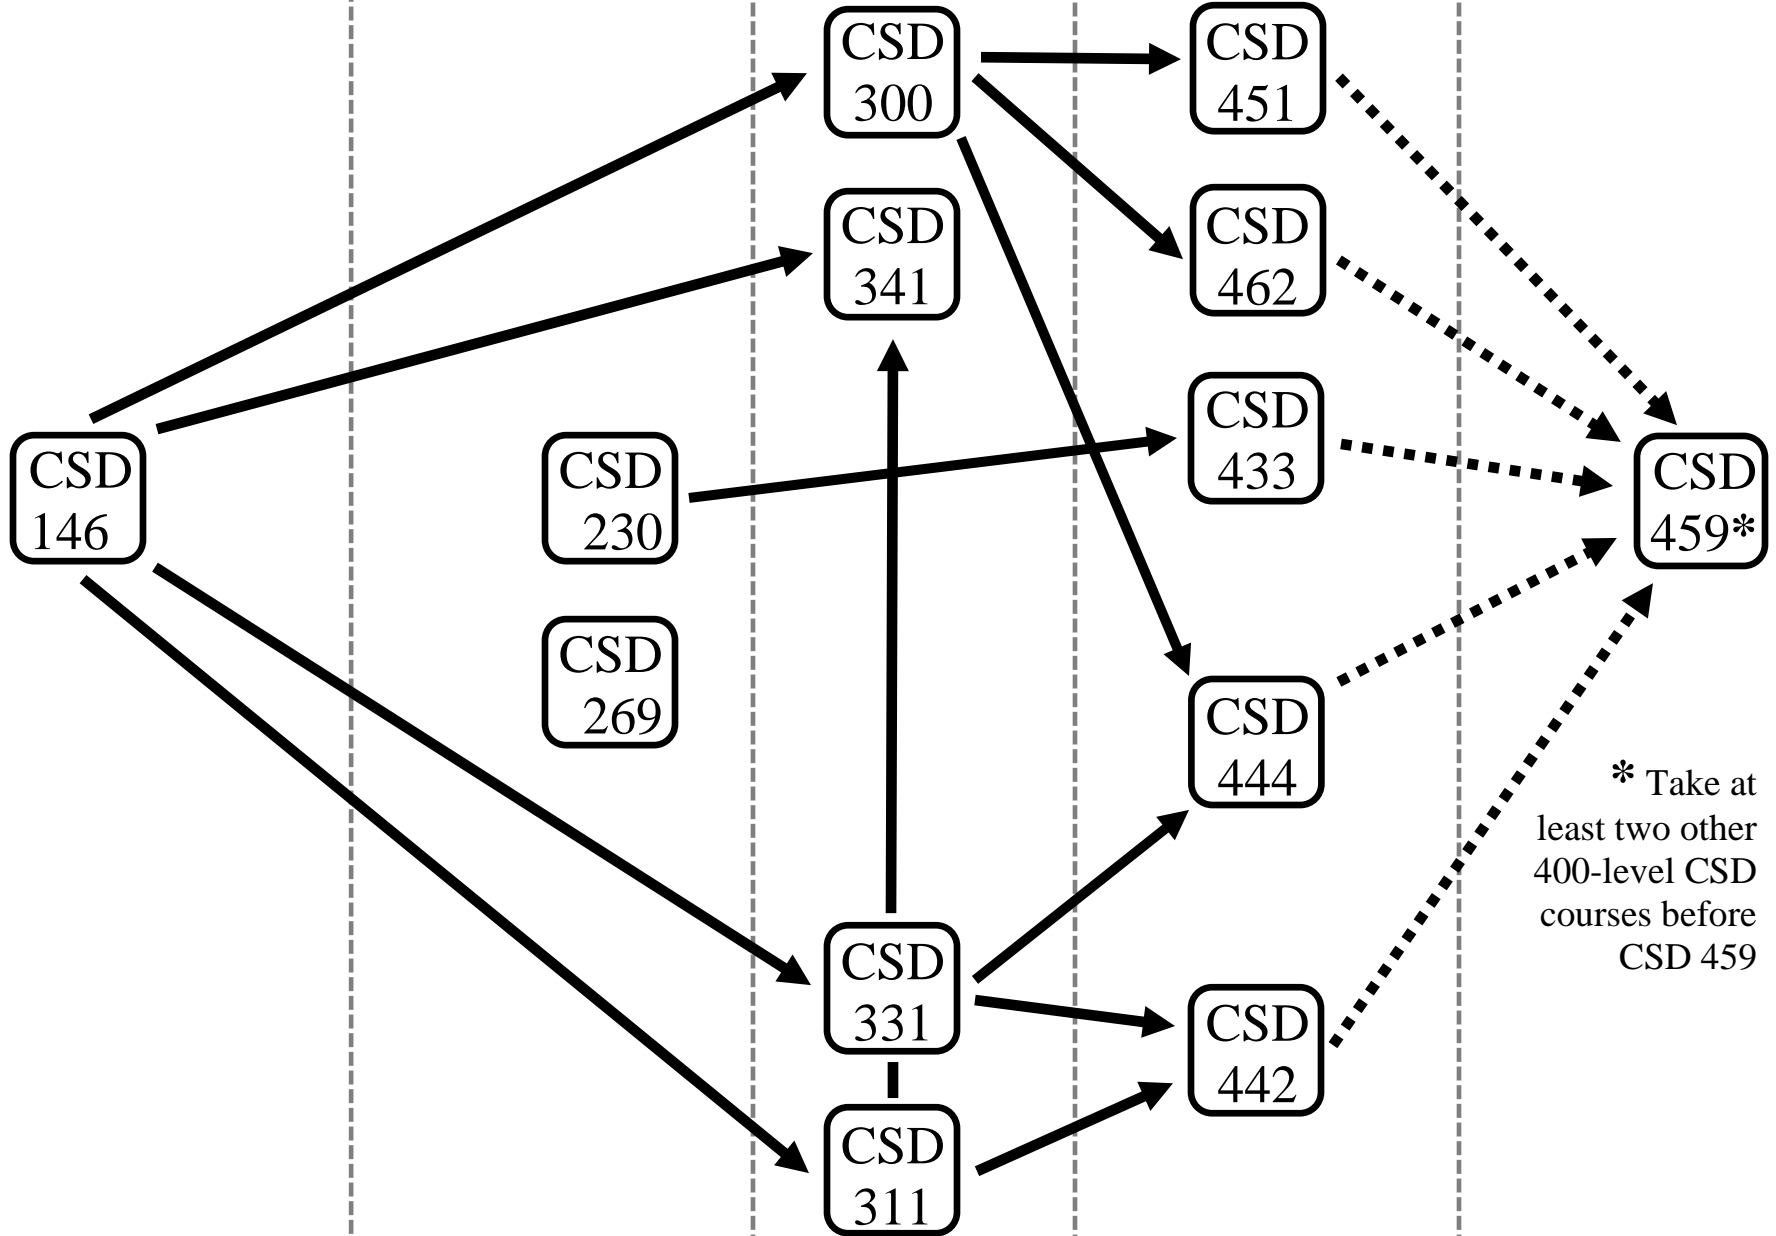 CSD
146
CSD
230
CSD
269
CSD
300
CSD
341
CSD
331
CSD
311
CSD
451
CSD
462
CSD
433
CSD
444
CSD
442
CSD
459*
* Take at
least two other
400-level CSD
courses before
CSD 459